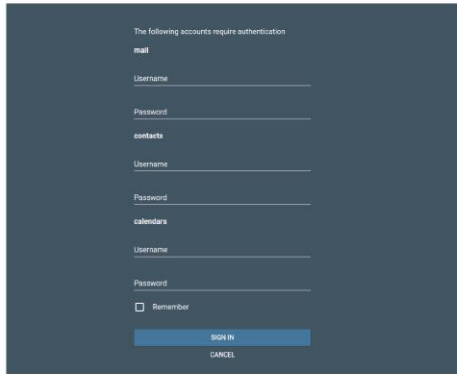 The following accounts require authentication
mail
Username
Password
contacts
Username
Password
calendars
Username
Password
Remember
SIGN IN
CANCEL